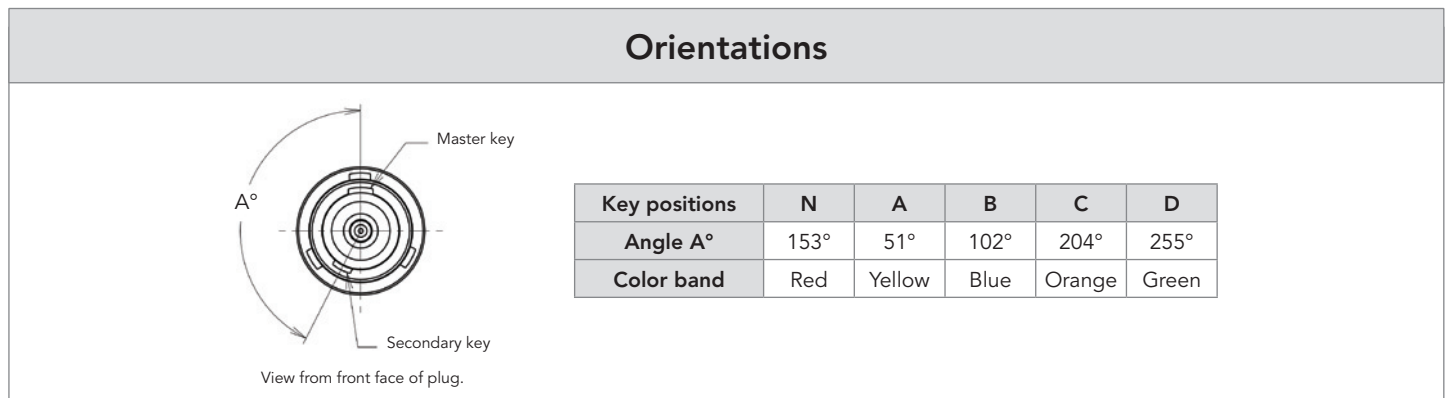 Orientations
Master key
A°
Secondary key
View from front face of plug.
Key positions N A B C D
Angle A° 153° 51° 102° 204° 255°
Color band Red Yellow Blue Orange Green